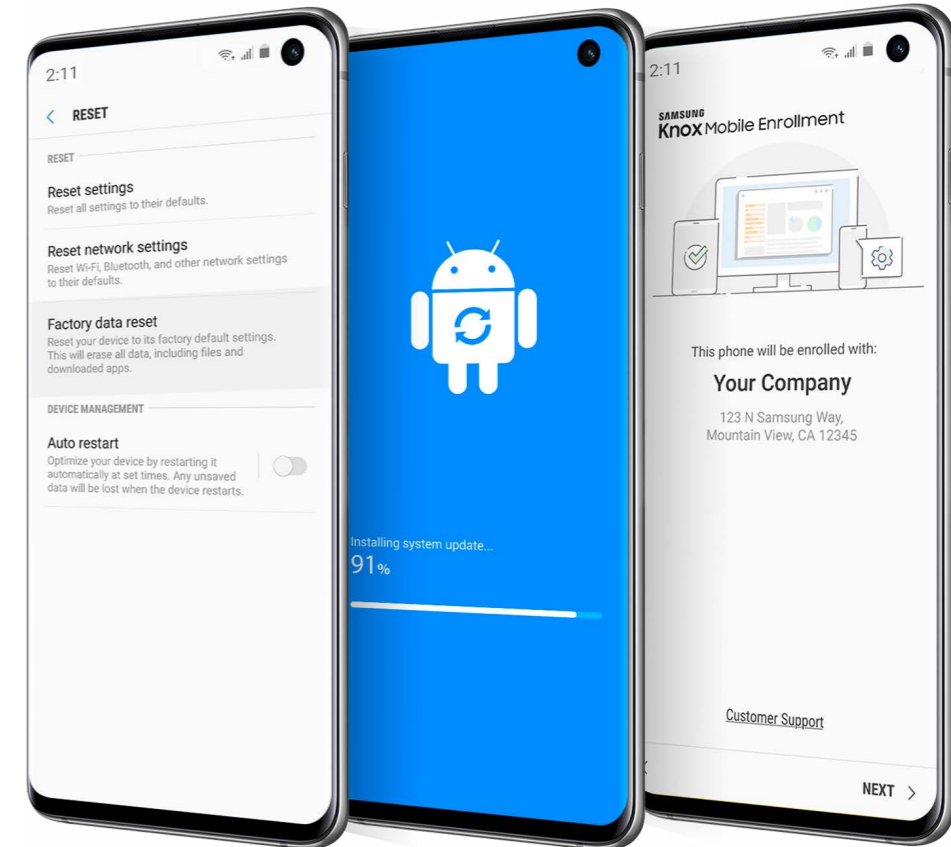 2:11
RESET
RESET
Reset settings
Reset all settings to their defaults.
Reset network settings
Reset Wi-Fi, Bluetooth, and other network settings
to their defaults.
Factory data reset
Reset your device to its factory default settings.
This will erase all data, including files and
downloaded apps.
DEVICE MANAGEMENT
Auto restart
Optimize your device by restarting it
automatically at set times. Any unsaved
data will be lost when the device restarts.
Installing system update...
91%
2:11
SAMSUNG
Knox Mobile Enrollment
This phone will be enrolled with:
Your Company
123 N Samsung Way,
Mountain View, CA 12345
Customer Support
NEXT